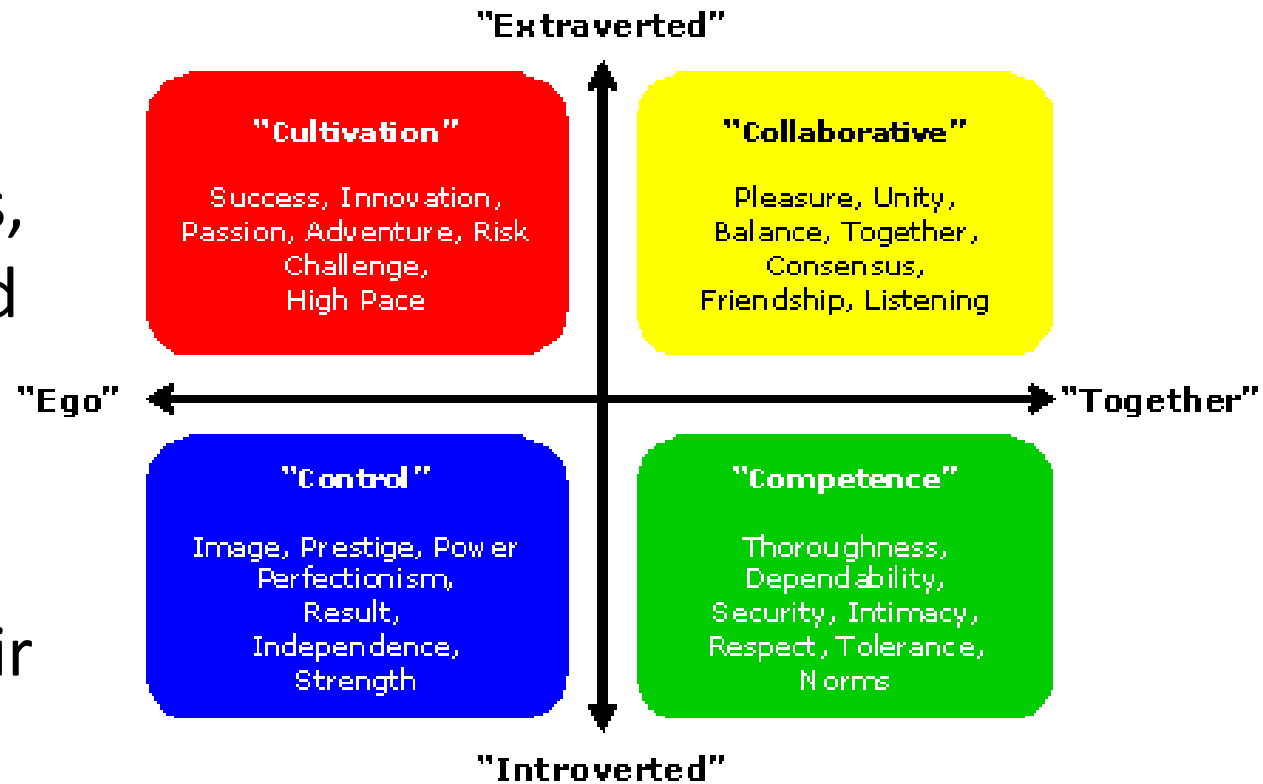 "Extraverted"
"Cultivation"
Success, Innovation,
Passion, Adventure, Risk
Challenge,
High Pace
"Collaborative"
Pleasure, Unity,
Balance, Together,
Consensus,
Friendship, Listening
s,
d
"Ego"
"Together"
"Control"
Image, Prestige, Power
Perfectionism,
Result,
Independence,
Strength
"Competence"
Thoroughness,
Dependability,
Security, Intimacy,
Respect, Tolerance,
Norms
ir
"Introverted"